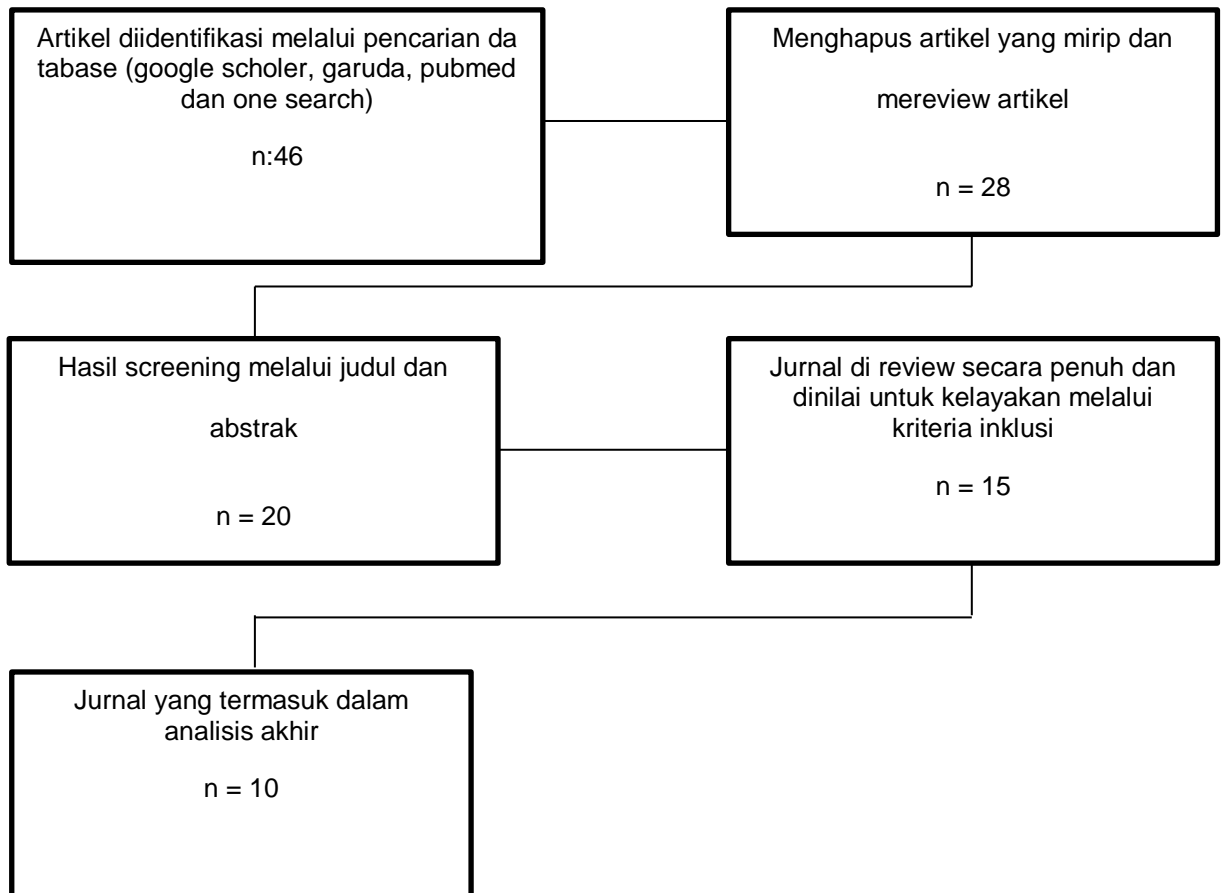 Artikel diidentifikasi melalui pencarian da
tabase (google scholer, garuda, pubmed
dan one search)
n:46
Menghapus artikel yang mirip dan
mereview artikel
n = 28
Hasil screening melalui judul dan
abstrak
n = 20
Jurnal di review secara penuh dan
dinilai untuk kelayakan melalui
kriteria inklusi
n = 15
Jurnal yang termasuk dalam
analisis akhir
n = 10